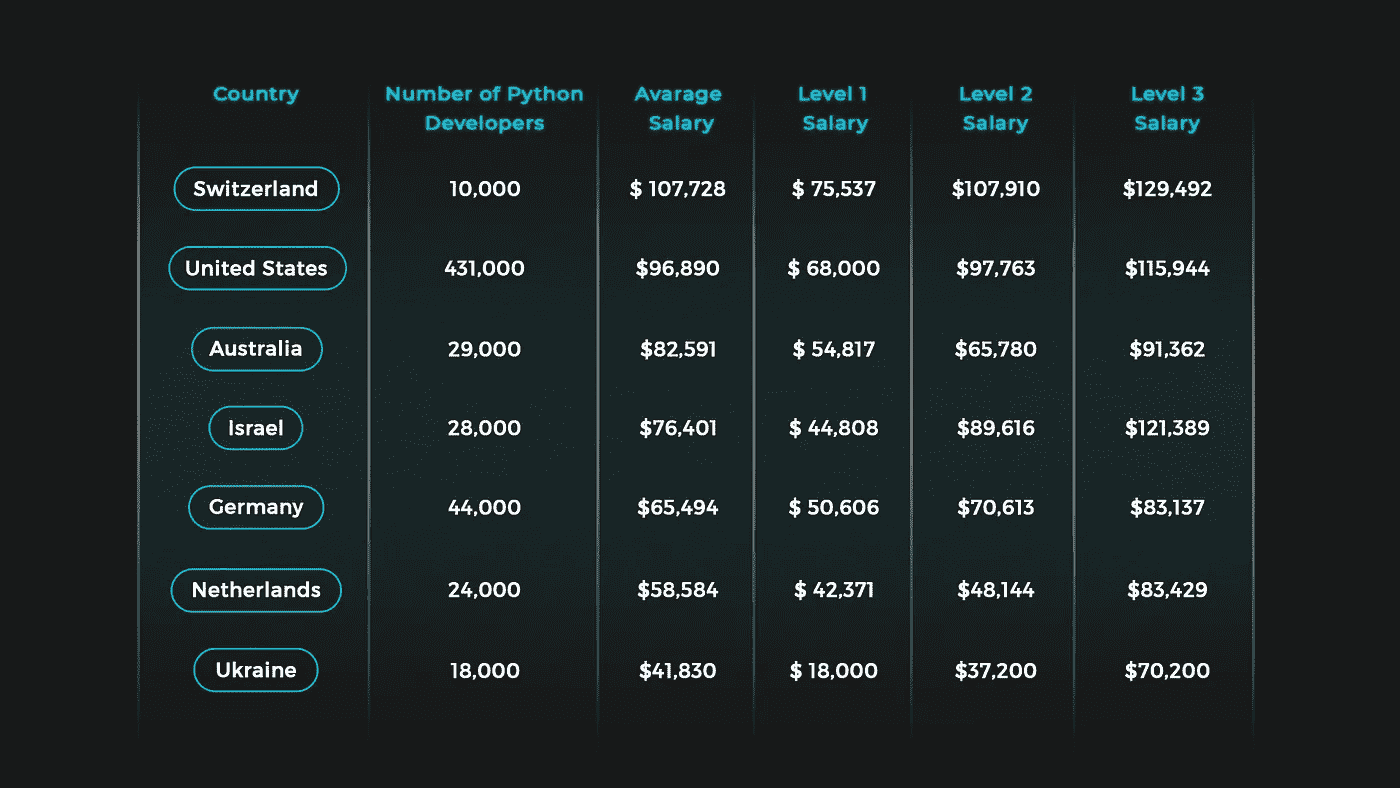 Country Number of Python Avarage Level 1 Level 2 Level 3
Developers Salary Salary Salary Salary
Switzerland 10,000 $ 107,728 $ 75,537 $107,910 $129,492
United States 431,000 $96,890 $ 68,000 $97,763 $115,944
Australia 29,000 $82,591 $ 54,817 $65,780 $91,362
Israel 28,000 $76,401 $ 44,808 $89,616 $121,389
Germany 44,000 $65,494 $ 50,606 $70,613 $83,137
Netherlands 24,000 $58,584 $ 42,371 $48,144 $83,429
Ukraine 18,000 $41,830 $ 18,000 $37,200 $70,200